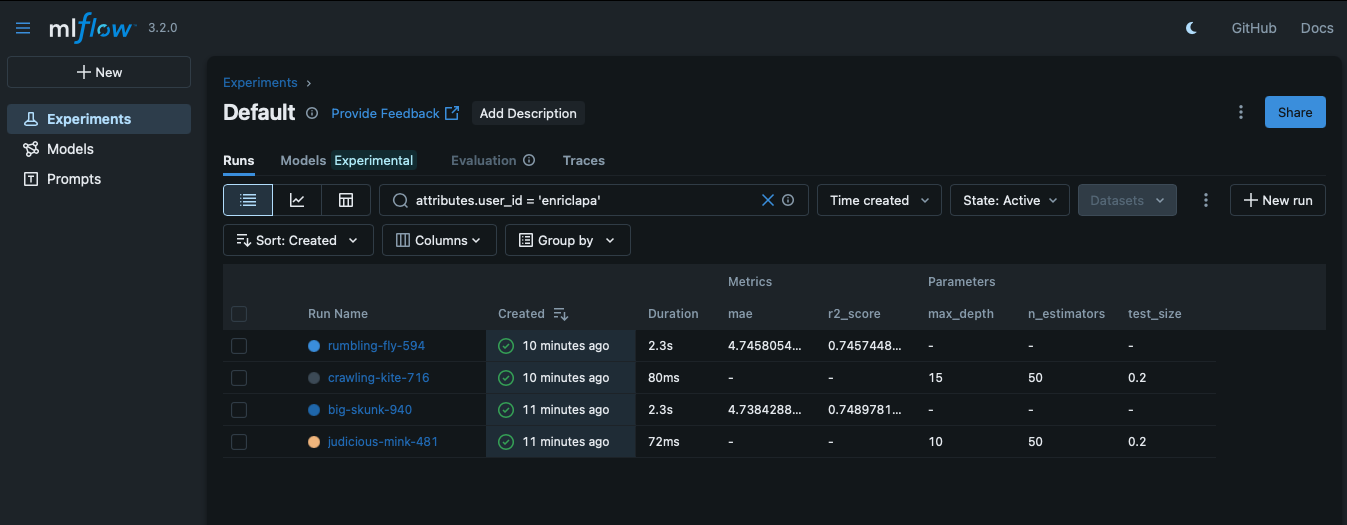 mlflow 3.2.0 GitHub Docs
New
Experiments
Models
Prompts
Experiments ›
Default Provide Feedback Add Description Share
Runs Models Experimental Evaluation Traces
attributes.user_id = 'enriclapa' Time created State: Active Datasets New run
Sort: Created Columns Group by
Metrics Parameters
Run Name Created Duration mae r2_score max_depth n_estimators test_size
rumbling-fly-594 10 minutes ago 2.3s 4.7458054... 0.7457448... - - -
crawling-kite-716 10 minutes ago 80ms - - 15 50 0.2
big-skunk-940 11 minutes ago 2.3s 4.7384288... 0.7489781... - - -
judicious-mink-481 11 minutes ago 72ms - - 10 50 0.2